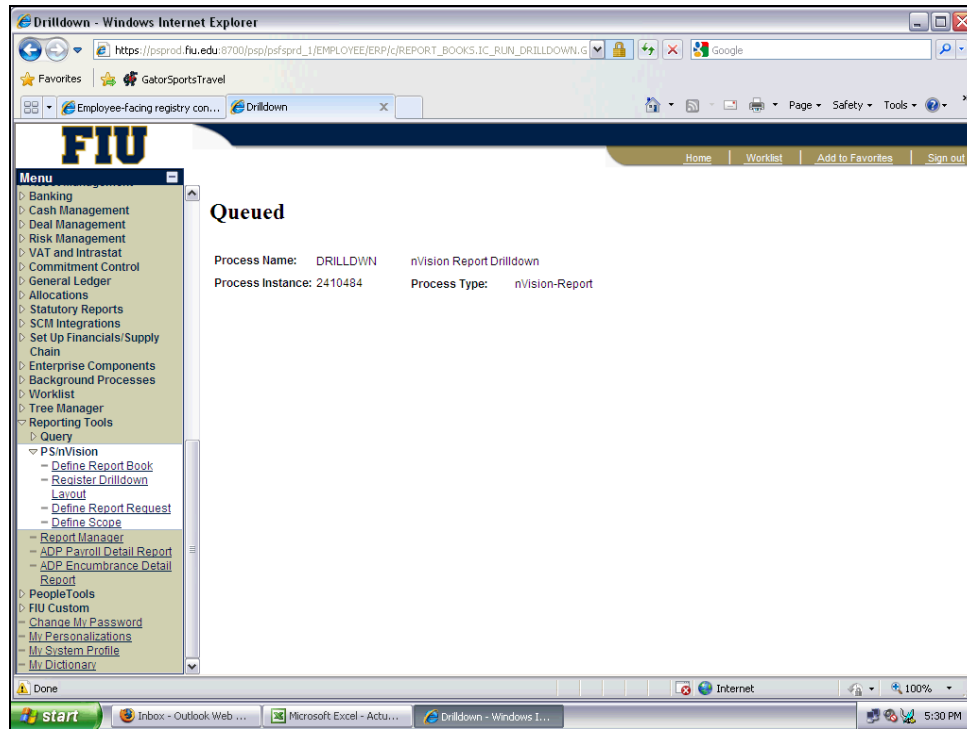 Drilldown - Windows Internet Explorer
https://psprod.fiu.edu:8700/psp/psfsprd_1/EMPLOYEE/ERP/c/REPORT_BOOKS.IC_RUN_DRILLDOWN.G
Google
Favorites
GatorSportsTravel
Employee-facing registry con...
Drilldown
Page
Safety
Tools
FIU
Home
Worklist
Add to Favorites
Sign out
Menu
Banking
Cash Management
Deal Management
Risk Management
VAT and Intrastat
Commitment Control
General Ledger
Allocations
Statutory Reports
SCM Integrations
Set Up Financials/Supply
Chain
Enterprise Components
Background Processes
Worklist
Tree Manager
Reporting Tools
Query
PS/nVision
Define Report Book
Register Drilldown
Layout
Define Report Request
Define Scope
Report Manager
ADP Payroll Detail Report
ADP Encumbrance Detail
Report
PeopleTools
FIU Custom
Change My Password
My Personalizations
My System Profile
My Dictionary
Queued
Process Name: DRILLDWN nVision Report Drilldown
Process Instance: 2410484 Process Type: nVision-Report
Done
Internet
100%
start
Inbox - Outlook Web ...
Microsoft Excel - Actu...
Drilldown - Windows I...
5:30 PM